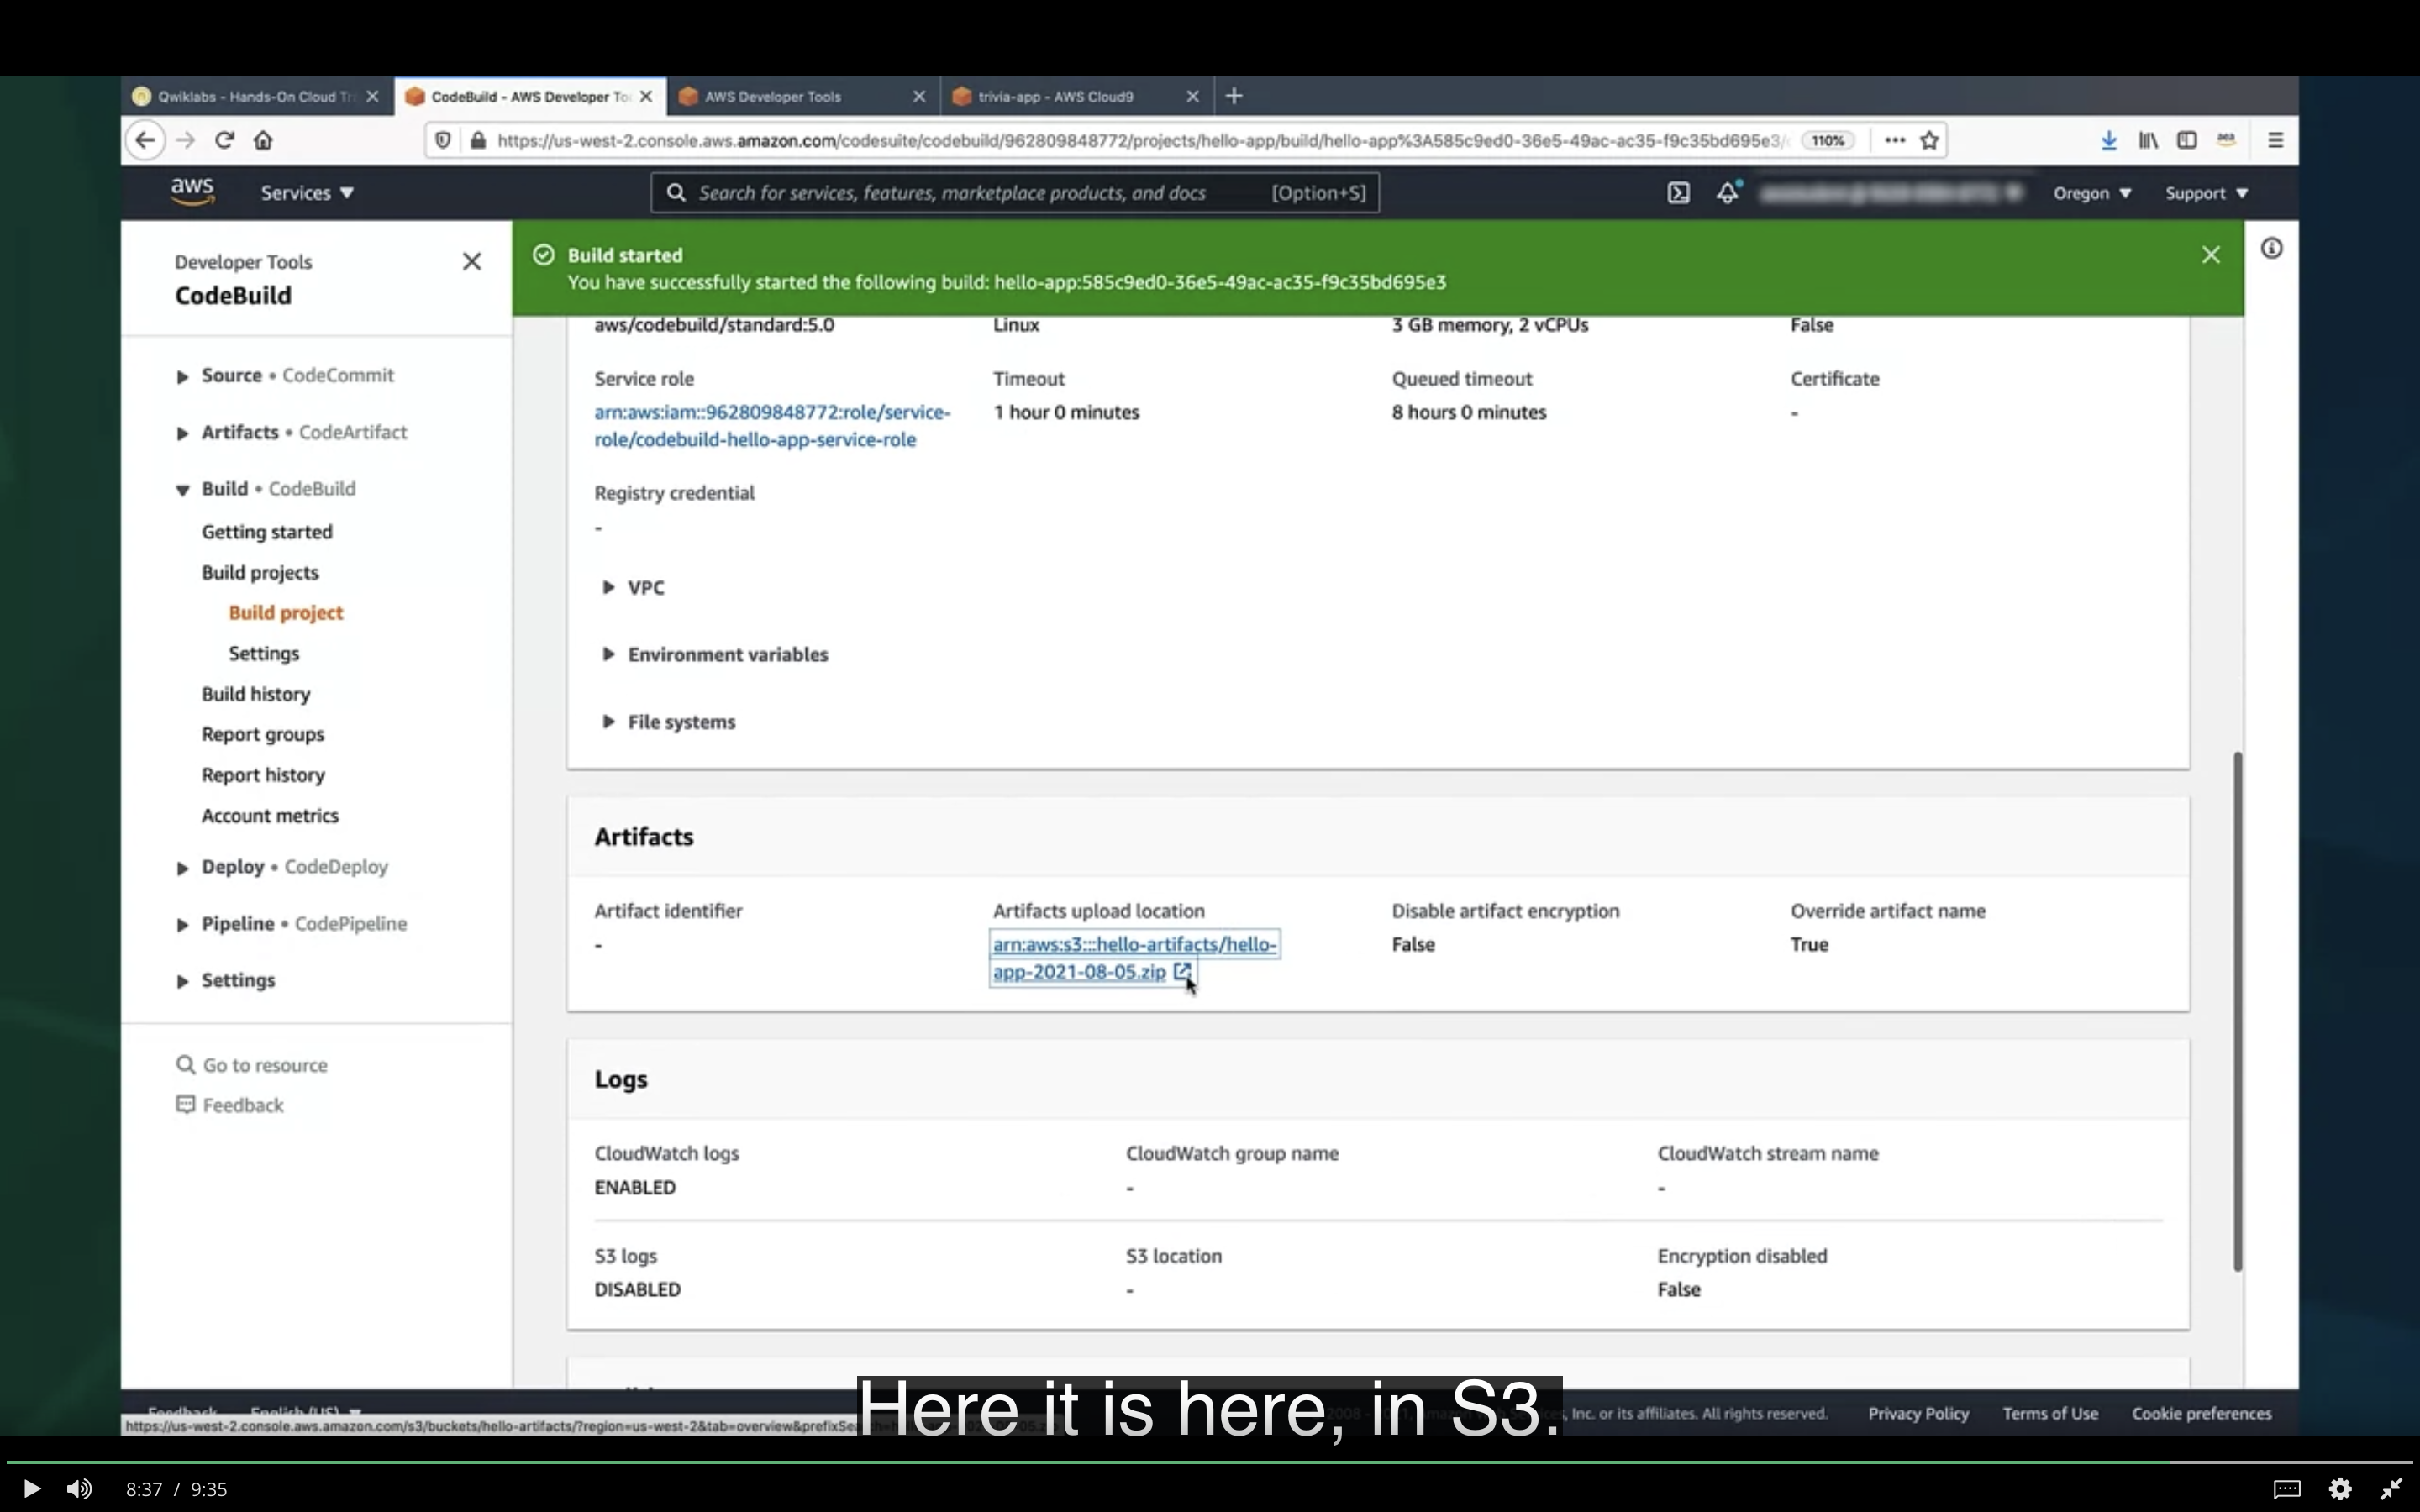 Qwiklabs - Hands-On Cloud Tr
CodeBuild - AWS Developer To
AWS Developer Tools
trivia-app - AWS Cloud9
https://us-west-2.console.aws.amazon.com/codesuite/codebuild/962809848772/projects/hello-app/build/hello-app%3A585c9ed0-36e5-49ac-ac35-f9c35bd695e3/
110%
aws
Services
Search for services, features, marketplace products, and docs
[Option+S]
Oregon
Support
Developer Tools
CodeBuild
Source • CodeCommit
Artifacts • CodeArtifact
Build • CodeBuild
Getting started
Build projects
Build project
Settings
Build history
Report groups
Report history
Account metrics
Deploy • CodeDeploy
Pipeline • CodePipeline
Settings
Go to resource
Feedback
Build started
You have successfully started the following build: hello-app:585c9ed0-36e5-49ac-ac35-f9c35bd695e3
aws/codebuild/standard:5.0
Linux
3 GB memory, 2 vCPUs
False
Service role
Timeout
Queued timeout
Certificate
arn:aws:iam::962809848772:role/service-
role/codebuild-hello-app-service-role
1 hour 0 minutes
8 hours 0 minutes
-
Registry credential
-
VPC
Environment variables
File systems
Artifacts
Artifact identifier
Artifacts upload location
Disable artifact encryption
Override artifact name
-
arn:aws:s3:::hello-artifacts/hello-
app-2021-08-05.zip
False
True
Logs
CloudWatch logs
CloudWatch group name
CloudWatch stream name
ENABLED
-
-
S3 logs
S3 location
Encryption disabled
DISABLED
-
False
Here it is here, in S3.
Feedback
English (US)
Inc. or its affiliates. All rights reserved.
Privacy Policy
Terms of Use
Cookie preferences
https://us-west-2.console.aws.amazon.com/s3/buckets/hello-artifacts/?region=us-west-2&tab=overview&prefixSe
8:37 / 9:35